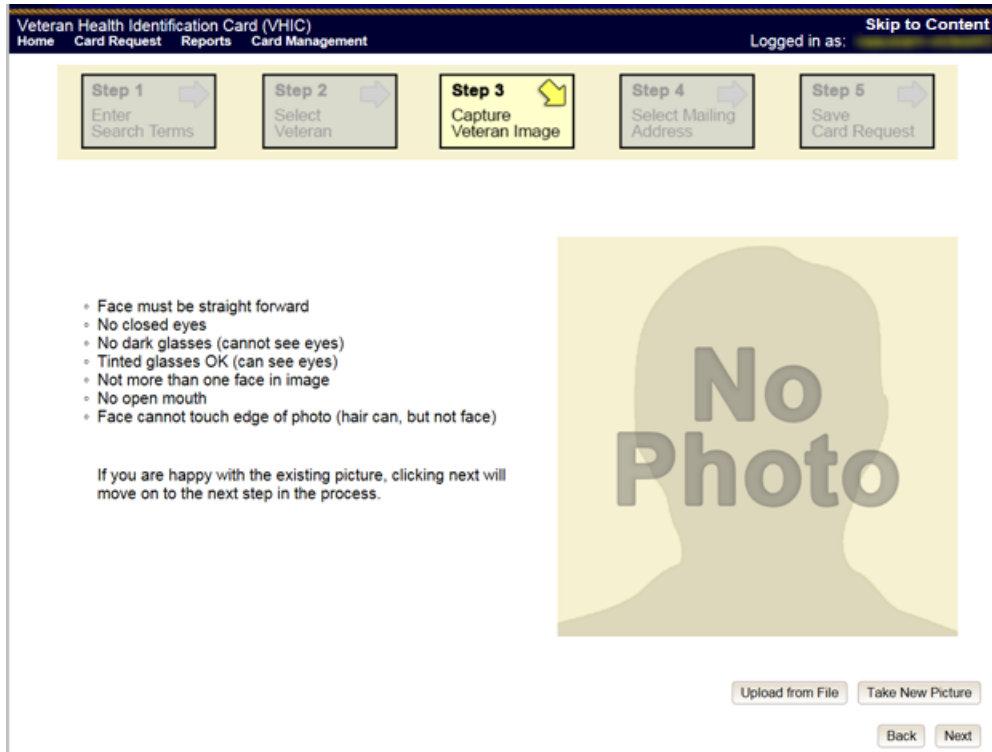 Veteran Health Identification Card (VHIC)
Skip to Content
Home Card Request Reports Card Management
Logged in as:
Step 1
Enter
Search Terms
Step 2
Select
Veteran
Step 3
Capture
Veteran Image
Step 4
Select Mailing
Address
Step 5
Save
Card Request
◦ Face must be straight forward
◦ No closed eyes
◦ No dark glasses (cannot see eyes)
◦ Tinted glasses OK (can see eyes)
◦ Not more than one face in image
◦ No open mouth
◦ Face cannot touch edge of photo (hair can, but not face)
If you are happy with the existing picture, clicking next will
move on to the next step in the process.
No
Photo
Upload from File Take New Picture
Back Next